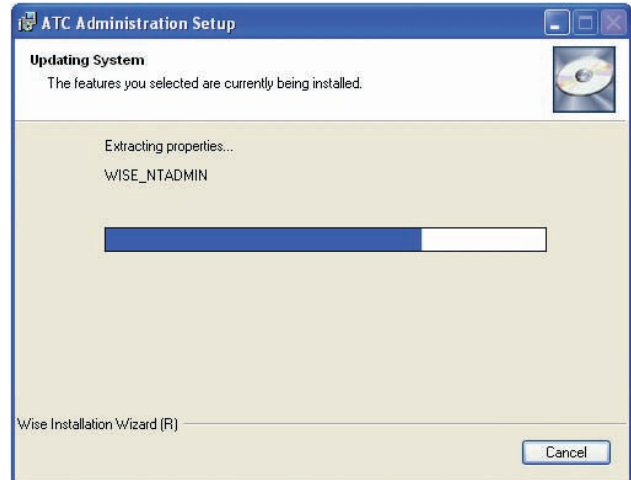 ATC Administration Setup
Updating System
The features you selected are currently being installed.
Extracting properties...
WISE_NTADMIN
Wise Installation Wizard (R)
Cancel